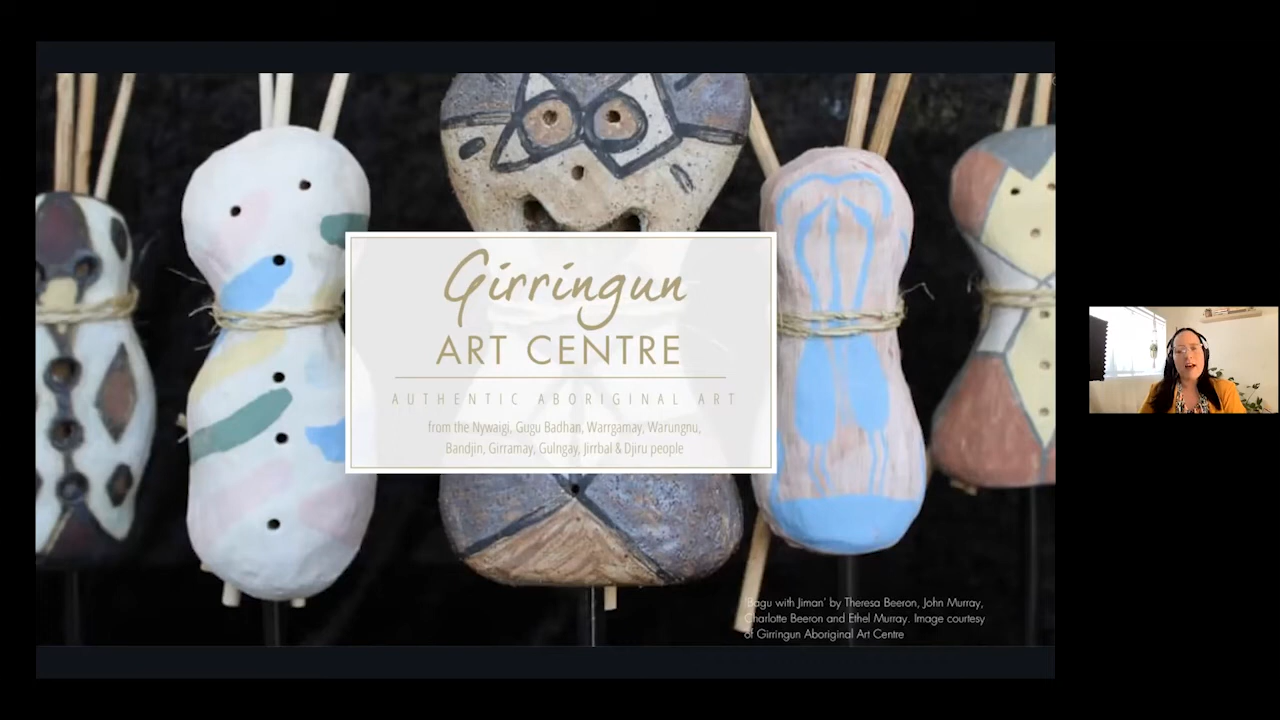 Girringun
ART CENTRE
AUTHENTIC ABORIGINAL ART
from the Nywaigi, Gugu Badhan, Warrgamay, Warungnu,
Bandjin, Girramay, Gulngay, Jirrbal & Djiru people
'Bagu with Jiman' by Theresa Beeron, John Murray,
Charlotte Beeron and Ethel Murray. Image courtesy
of Girringun Aboriginal Art Centre